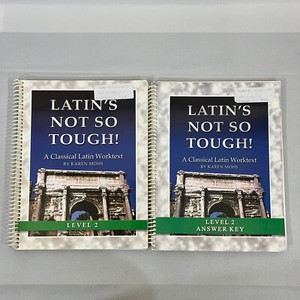 LATIN'S
NOT SO
TOUGH!
A Classical Latin Worktext
BY KAREN MOHS
LEVEL 2
LATIN'S
NOT SO
TOUGH!
A Classical Latin Worktext
BY KAREN MOHS
LEVEL 2
ANSWER KEY